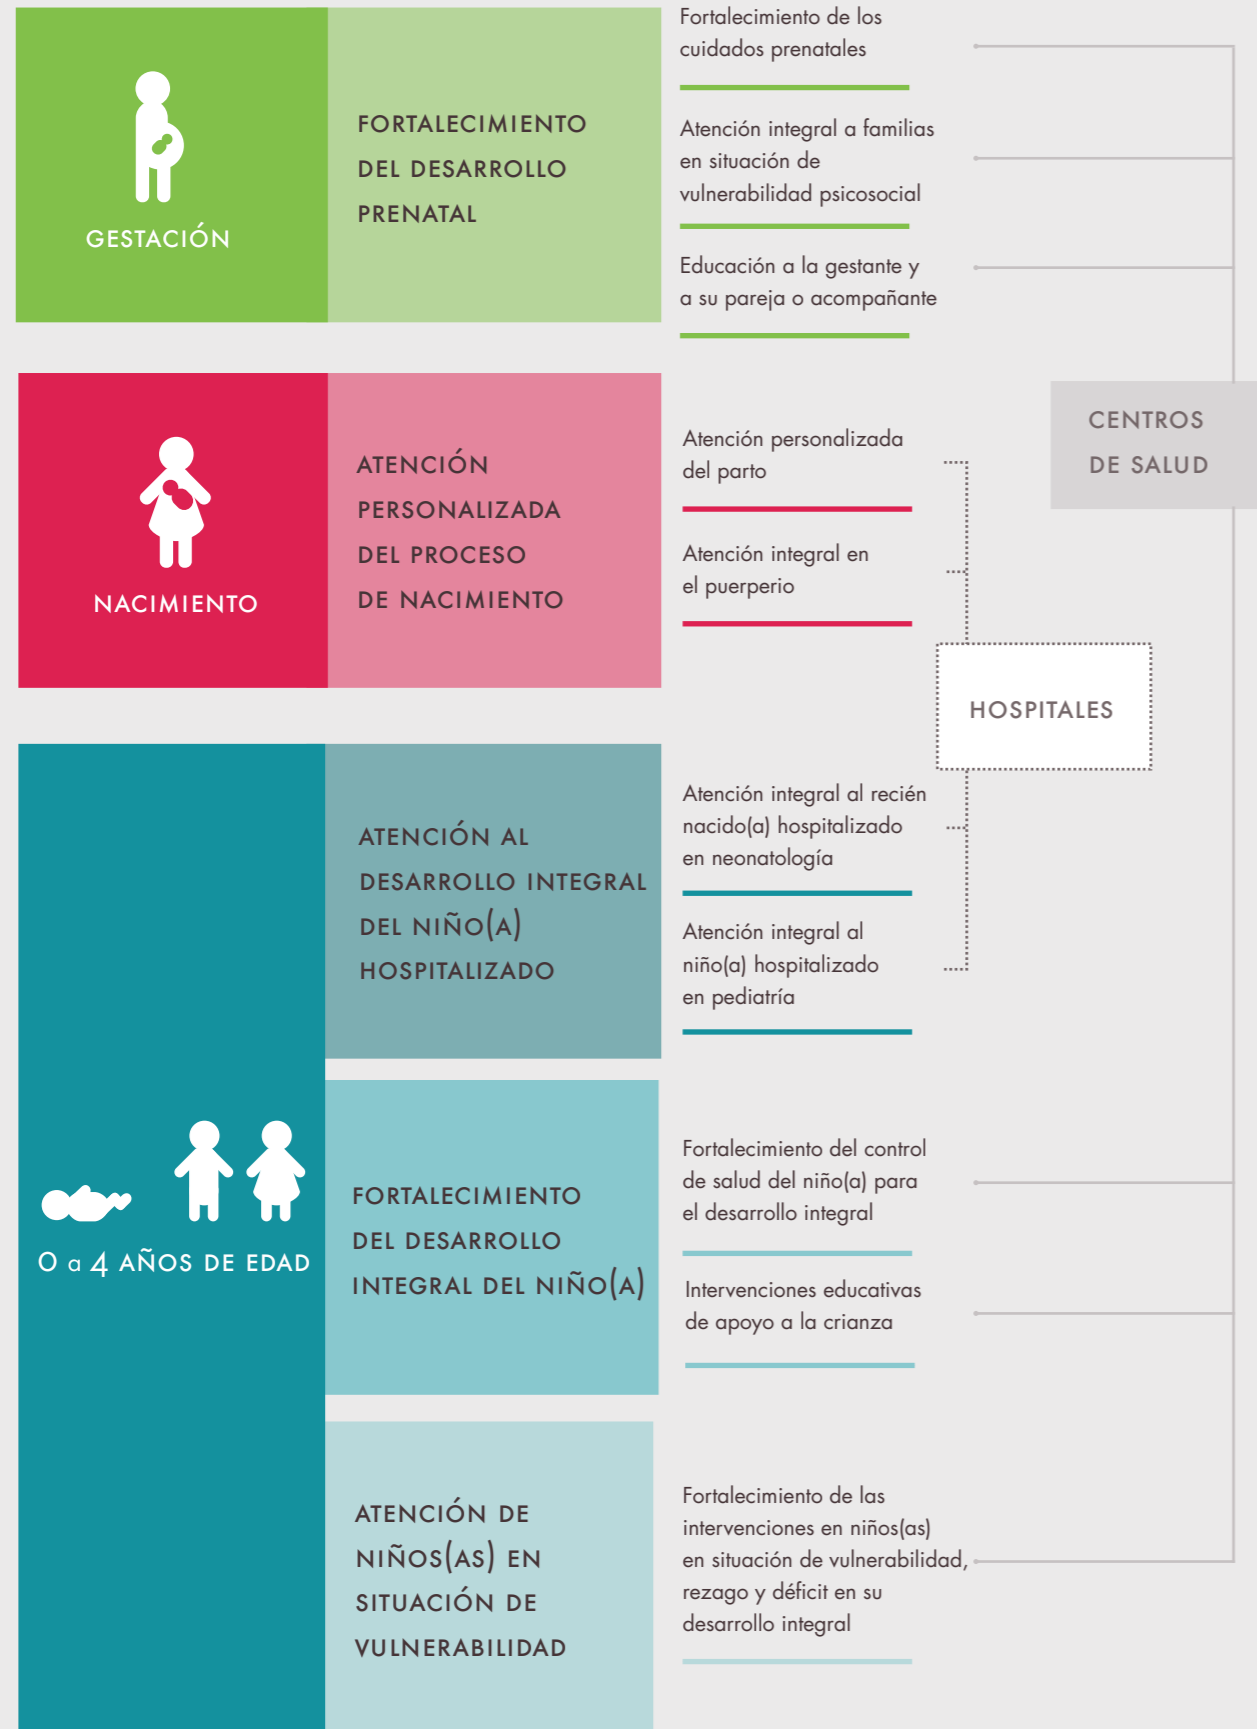 GESTACIÓN
FORTALECIMIENTO
DEL DESARROLLO
PRENATAL
Fortalecimiento de los
cuidados prenatales
Atención integral a familias
en situación de
vulnerabilidad psicosocial
Educación a la gestante y
a su pareja o acompañante
CENTROS
DE SALUD
NACIMIENTO
ATENCIÓN
PERSONALIZADA
DEL PROCESO
DE NACIMIENTO
Atención personalizada
del parto
Atención integral en
el puerperio
HOSPITALES
0 a 4 AÑOS DE EDAD
ATENCIÓN AL
DESARROLLO INTEGRAL
DEL NIÑO(A)
HOSPITALIZADO
Atención integral al recién
nacido(a) hospitalizado
en neonatología
Atención integral al
niño(a) hospitalizado
en pediatría
FORTALECIMIENTO
DEL DESARROLLO
INTEGRAL DEL NIÑO(A)
Fortalecimiento del control
de salud del niño(a) para
el desarrollo integral
Intervenciones educativas
de apoyo a la crianza
ATENCIÓN DE
NIÑOS(AS) EN
SITUACIÓN DE
VULNERABILIDAD
Fortalecimiento de las
intervenciones en niños(as)
en situación de vulnerabilidad,
rezago y déficit en su
desarrollo integral